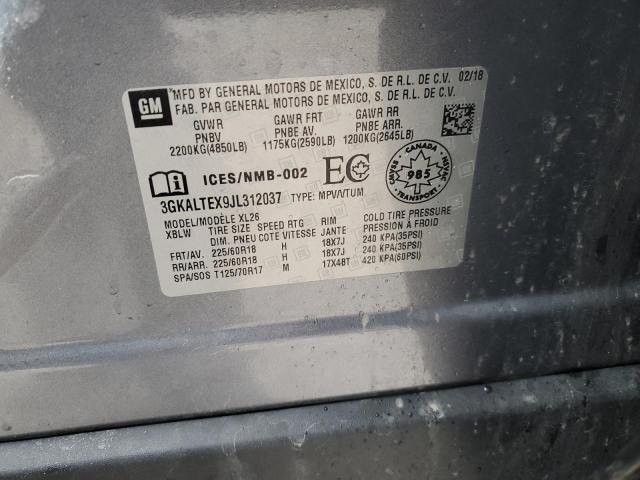 GM
MFD BY GENERAL MOTORS DE MEXICO, S. DE R.L. DE C.V. 02/18
FAB. PAR GENERAL MOTORS DE MEXICO, S. DE R.L. DE C.V.
GVWR GAWR FRT GAWR RR
PNBV PNBE AV. PNBE ARR.
2200KG(4850LB) 1175KG(2590LB) 1200KG(2645LB)
ICES/NMB-002 EC
CANADA
CMVSS NSVAC
985
3GKALTEX9JL312037 TYPE: MPV/VTUM
MODEL/MODÈLE XL26
XBLW TIRE SIZE SPEED RTG RIM COLD TIRE PRESSURE
DIM. PNEU COTE VITESSE JANTE PRESSION À FROID
FRT/AV. 225/60R18 H 18X7J 240 KPA(35PSI)
RR/ARR. 225/60R18 H 18X7J 240 KPA(35PSI)
SPA/SOS T125/70R17 M 17X4BT 420 KPA(60PSI)